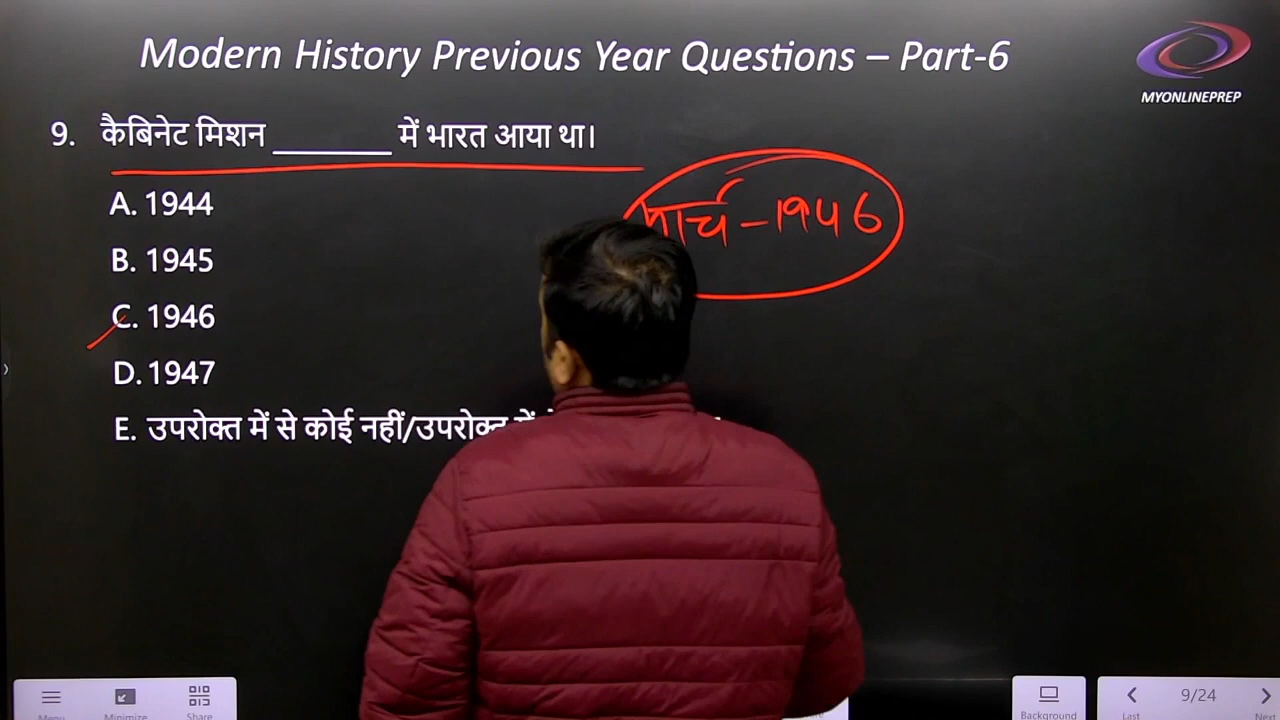 Modern History Previous Year Questions – Part-6
MYONLINEPREP
9. कैबिनेट मिशन ________ में भारत आया था।
A. 1944
मार्च - १९४६
B. 1945
C. 1946
D. 1947
E. उपरोक्त में से कोई नहीं/उपरोक्त में
Menu
Minimize
Share
Background
Last
9/24
Next